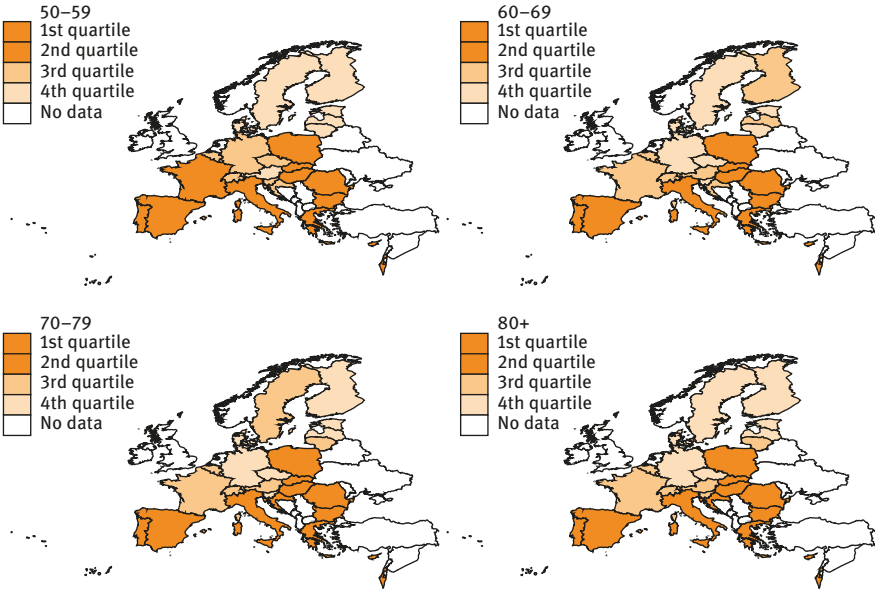 50–59
1st quartile
2nd quartile
3rd quartile
4th quartile
No data
60–69
1st quartile
2nd quartile
3rd quartile
4th quartile
No data
70–79
1st quartile
2nd quartile
3rd quartile
4th quartile
No data
80+
1st quartile
2nd quartile
3rd quartile
4th quartile
No data